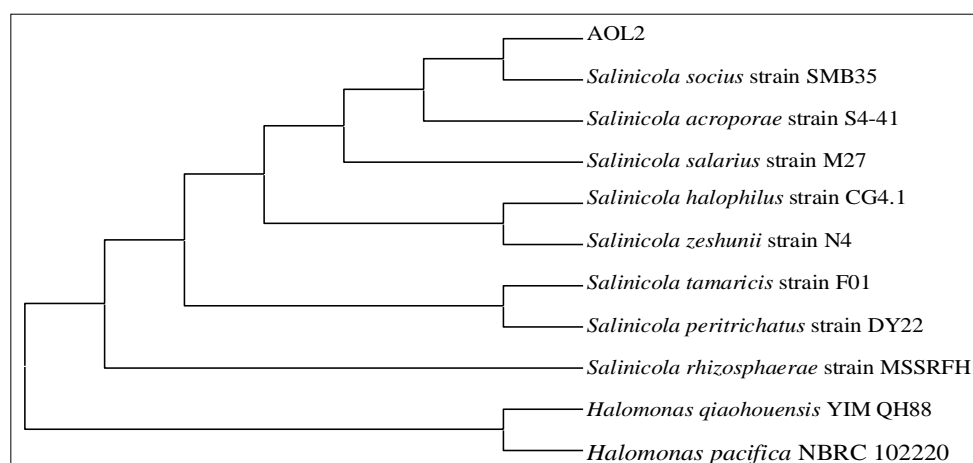 AOL2
Salinicola socius strain SMB35
Salinicola acroporae strain S4-41
Salinicola salarius strain M27
Salinicola halophilus strain CG4.1
Salinicola zeshunii strain N4
Salinicola tamaricis strain F01
Salinicola peritrichatus strain DY22
Salinicola rhizosphaerae strain MSSRFH
Halomonas qiaohouensis YIM QH88
Halomonas pacifica NBRC 102220